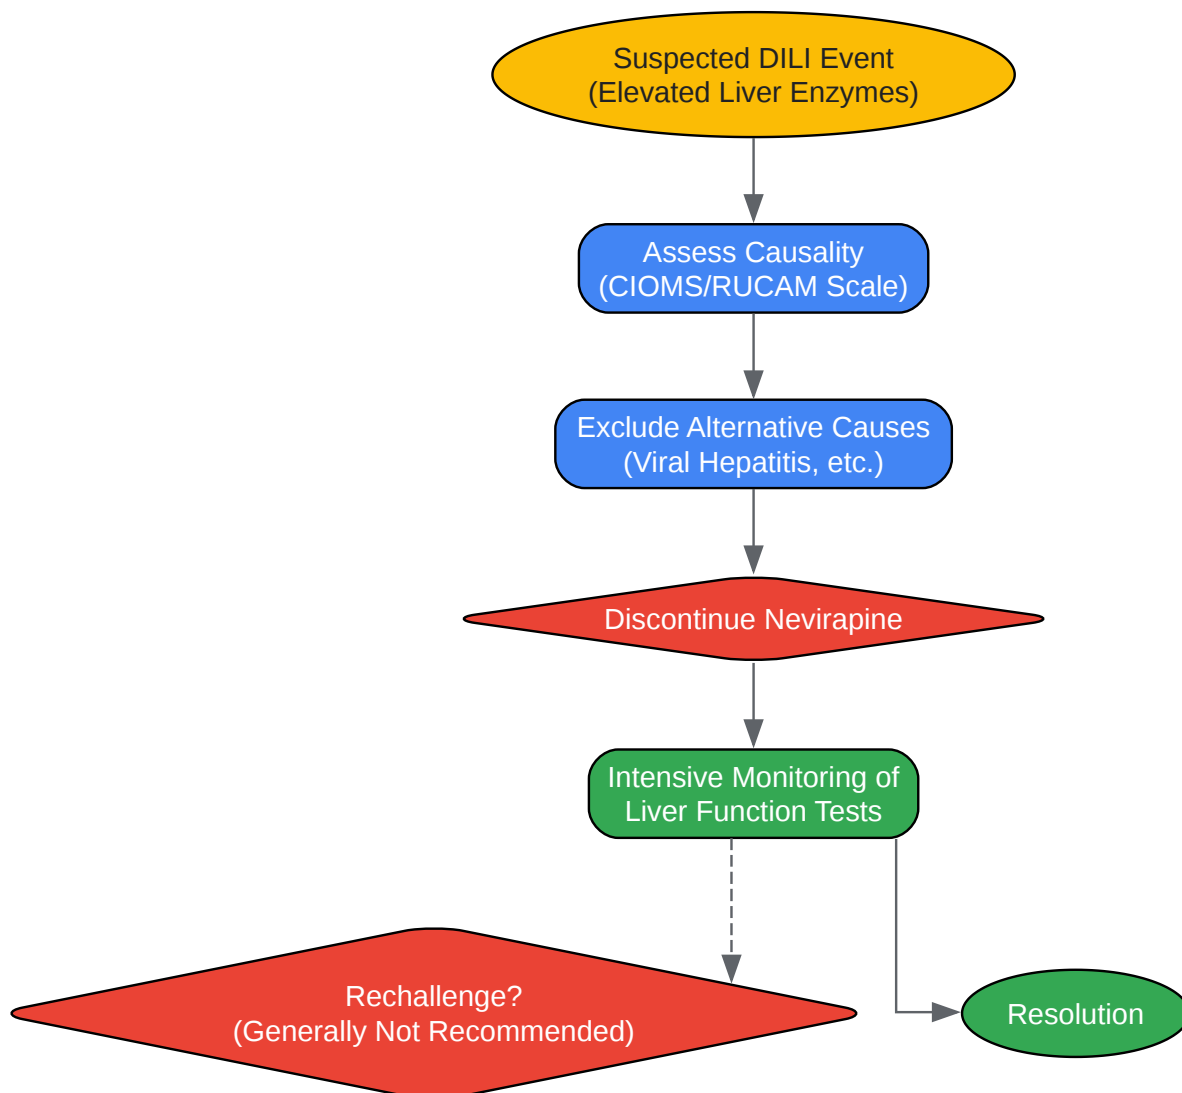 Suspected DILI Event
(Elevated Liver Enzymes)
Assess Causality
(CIOMS/RUCAM Scale)
Exclude Alternative Causes
(Viral Hepatitis, etc.)
Discontinue Nevirapine
Intensive Monitoring of
Liver Function Tests
Rechallenge?
(Generally Not Recommended)
Resolution